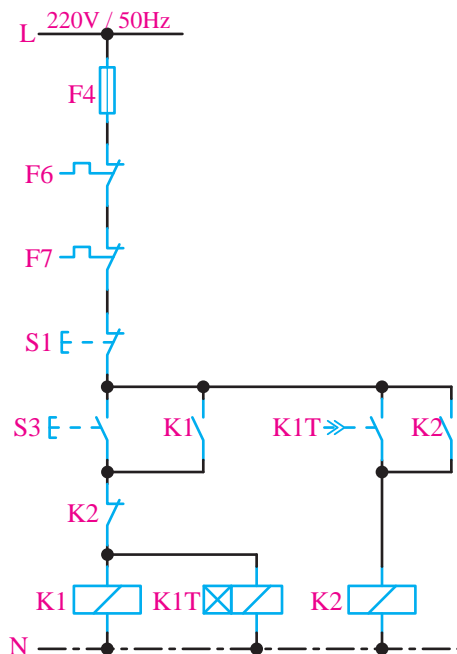 L 220V / 50Hz
F4
F6
F7
S1
S3 K1 K1T K2
K2
K1 K1T K2
N